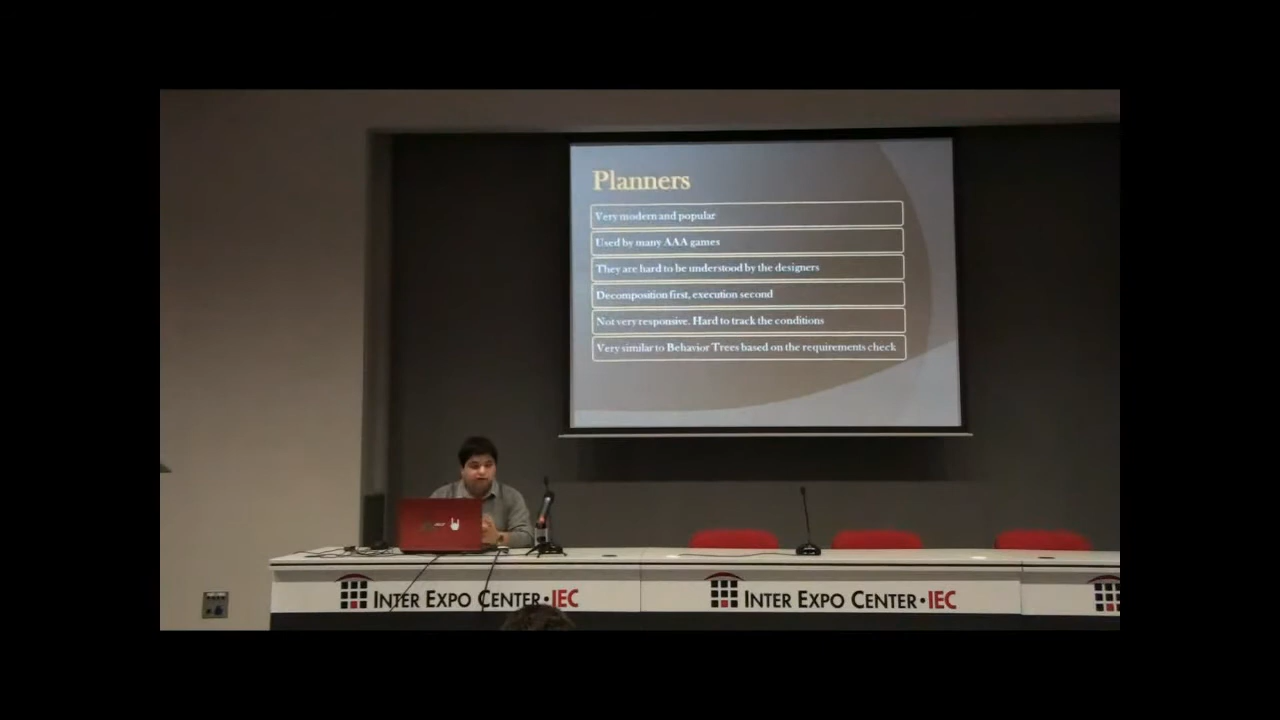 Planners
Very modern and popular
Used by many AAA games
They are hard to be understood by the designers
Decomposition first, execution second
Not very responsive. Hard to track the conditions
Very similar to Behavior Trees based on the requirements check
INTER EXPO CENTER•IEC
INTER EXPO CENTER•IEC